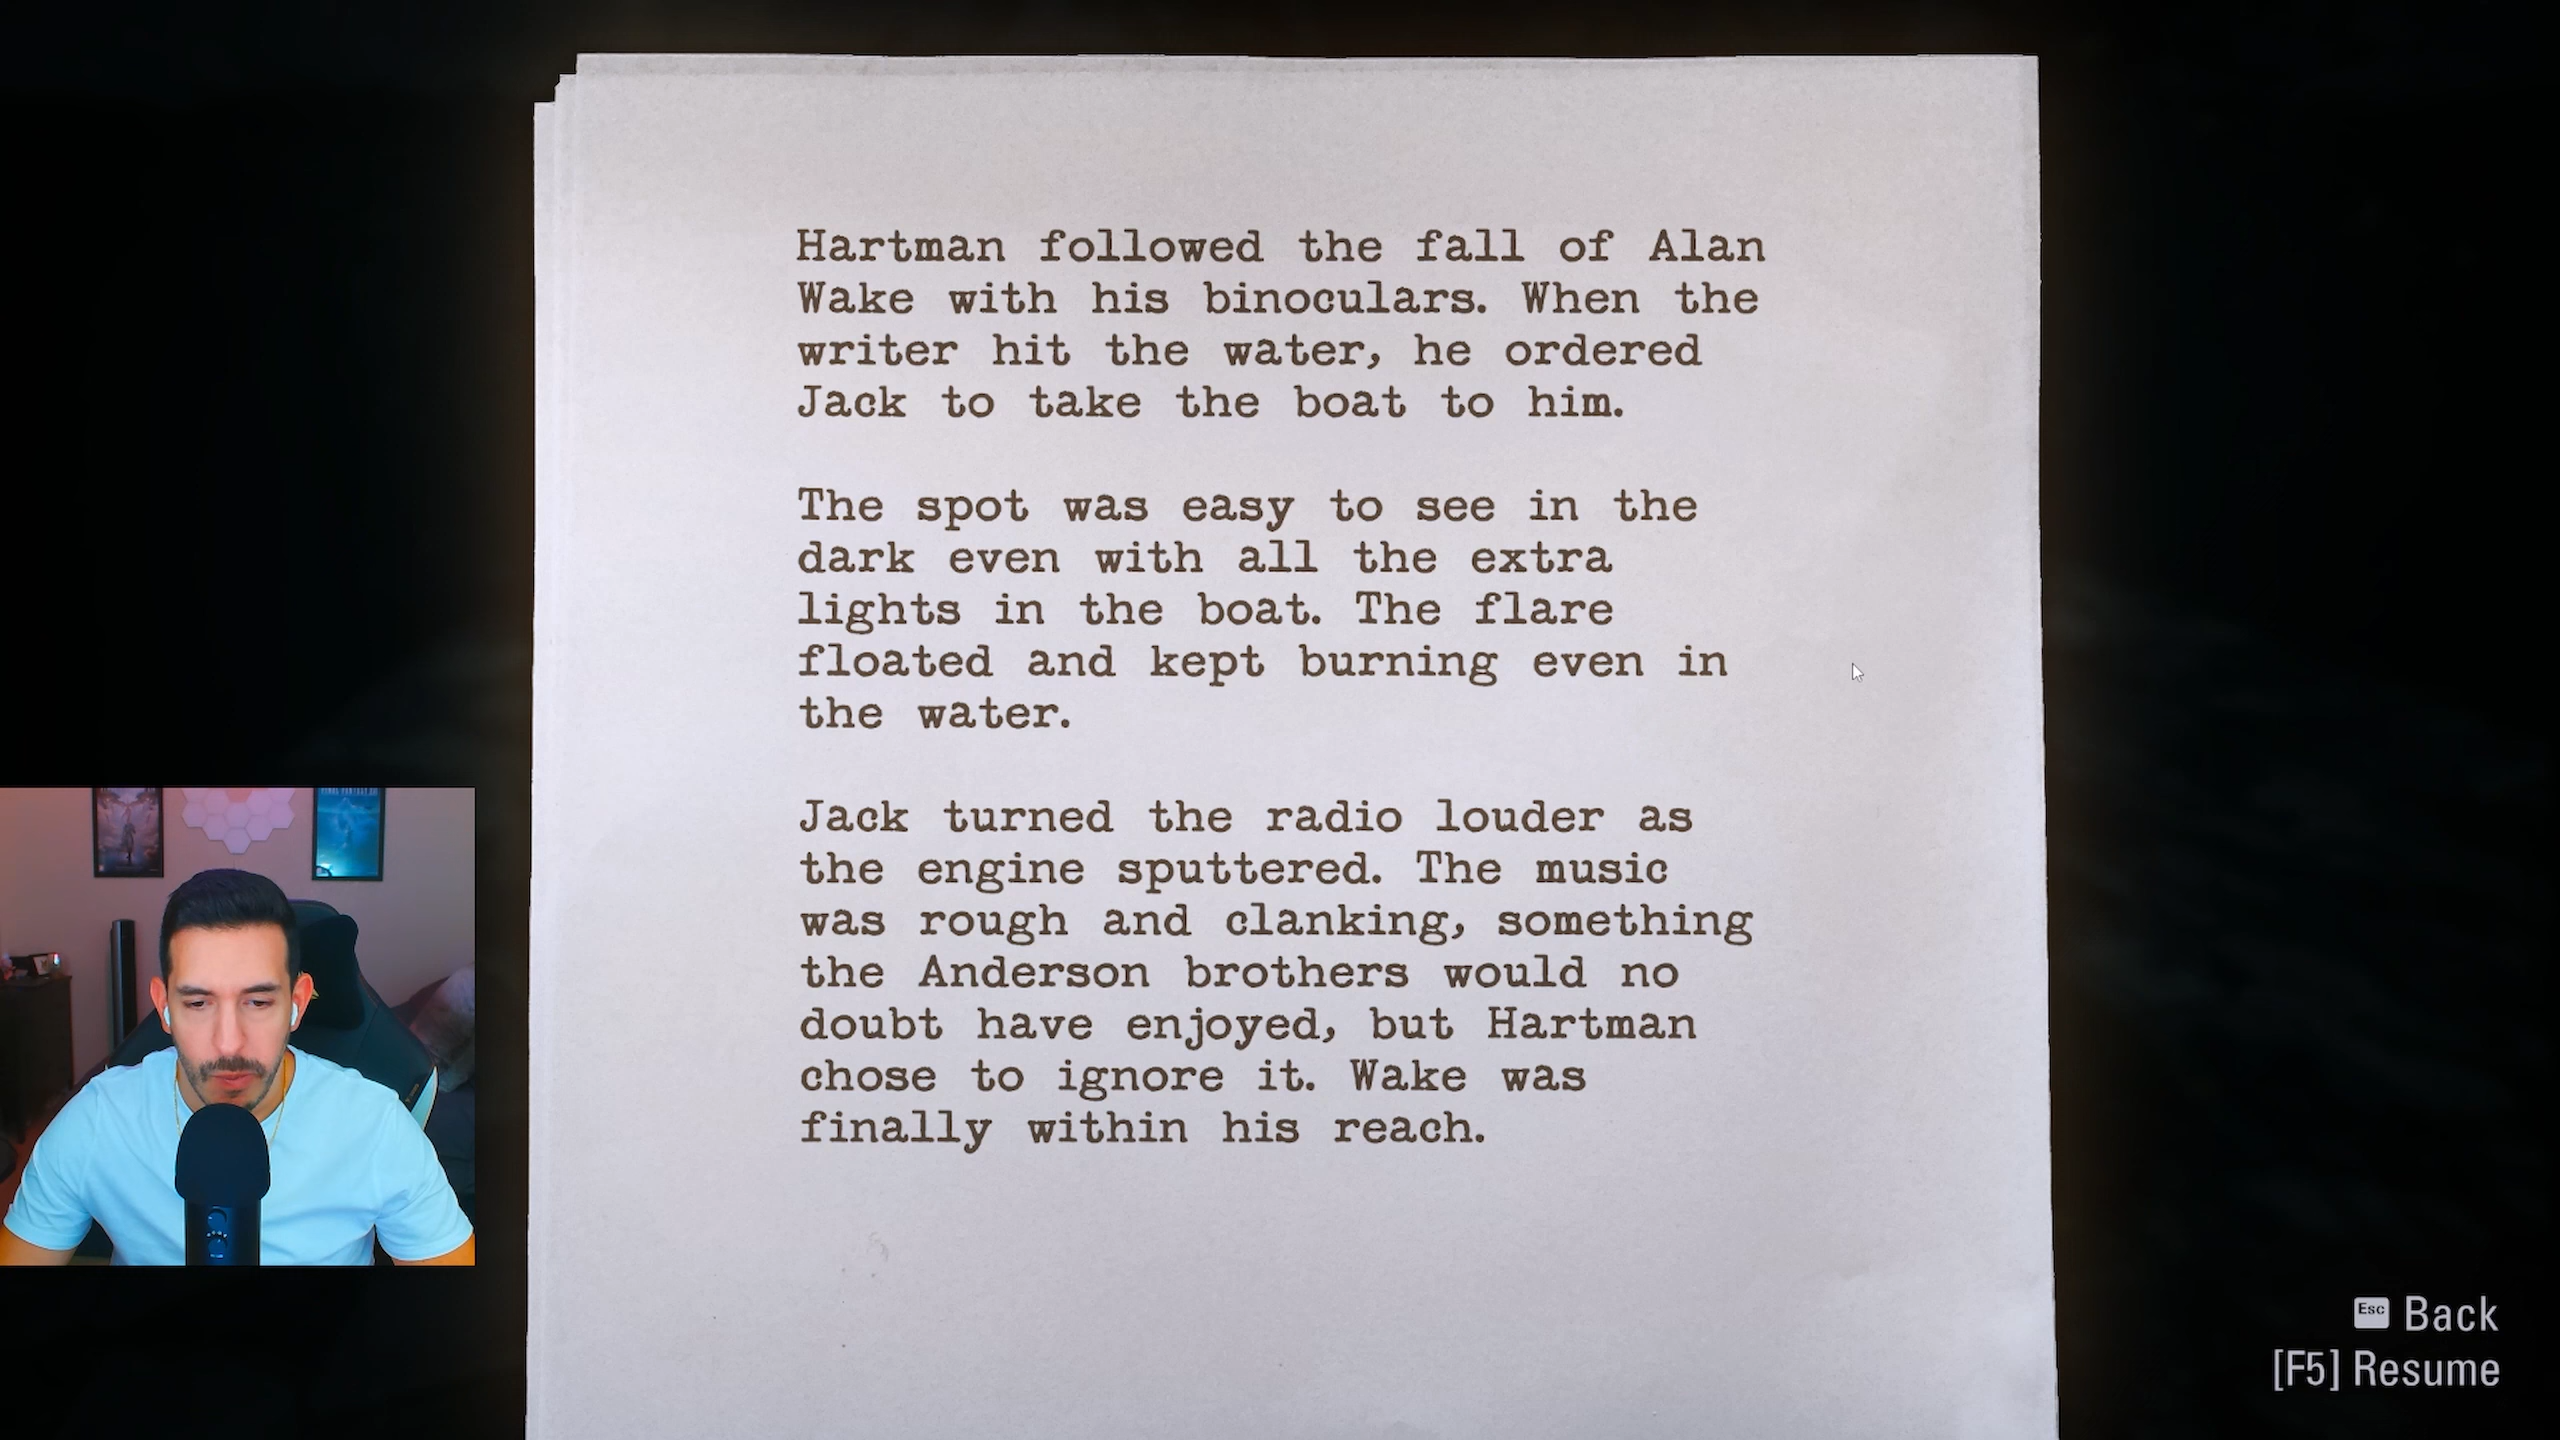 Hartman followed the fall of Alan
Wake with his binoculars. When the
writer hit the water, he ordered
Jack to take the boat to him.
The spot was easy to see in the
dark even with all the extra
lights in the boat. The flare
floated and kept burning even in
the water.
Jack turned the radio louder as
the engine sputtered. The music
was rough and clanking, something
the Anderson brothers would no
doubt have enjoyed, but Hartman
chose to ignore it. Wake was
finally within his reach.
FINAL FANTASY
Esc Back
[F5] Resume